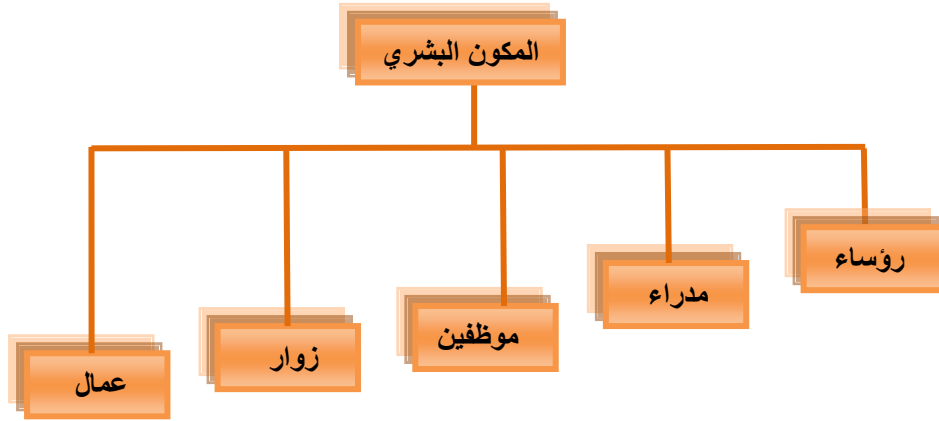 المكون البشري
رؤساء
مدراء
موظفين
زوار
عمال